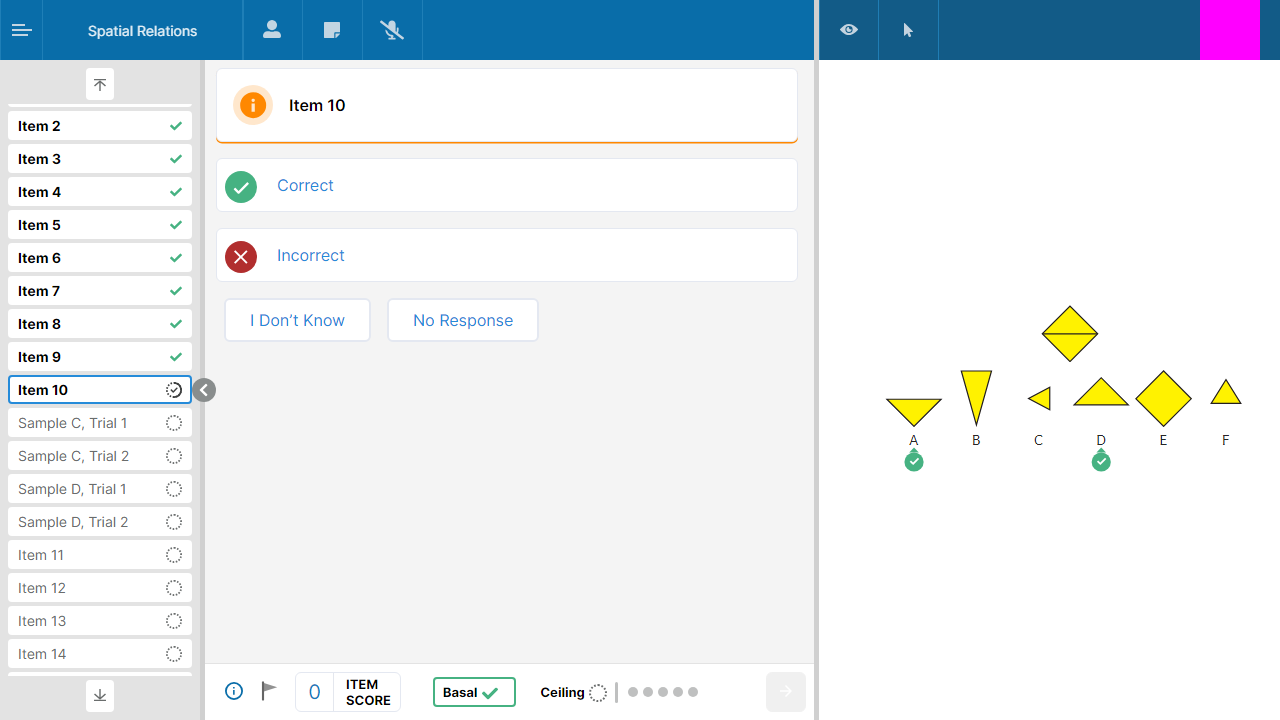 Spatial Relations
Item 2
Item 3
Item 4
Item 5
Item 6
Item 7
Item 8
Item 9
Item 10
Sample C, Trial 1
Sample C, Trial 2
Sample D, Trial 1
Sample D, Trial 2
Item 11
Item 12
Item 13
Item 14
Item 10
Correct
Incorrect
I Don't Know
No Response
0
ITEM
SCORE
Basal
Ceiling
A B C D E F